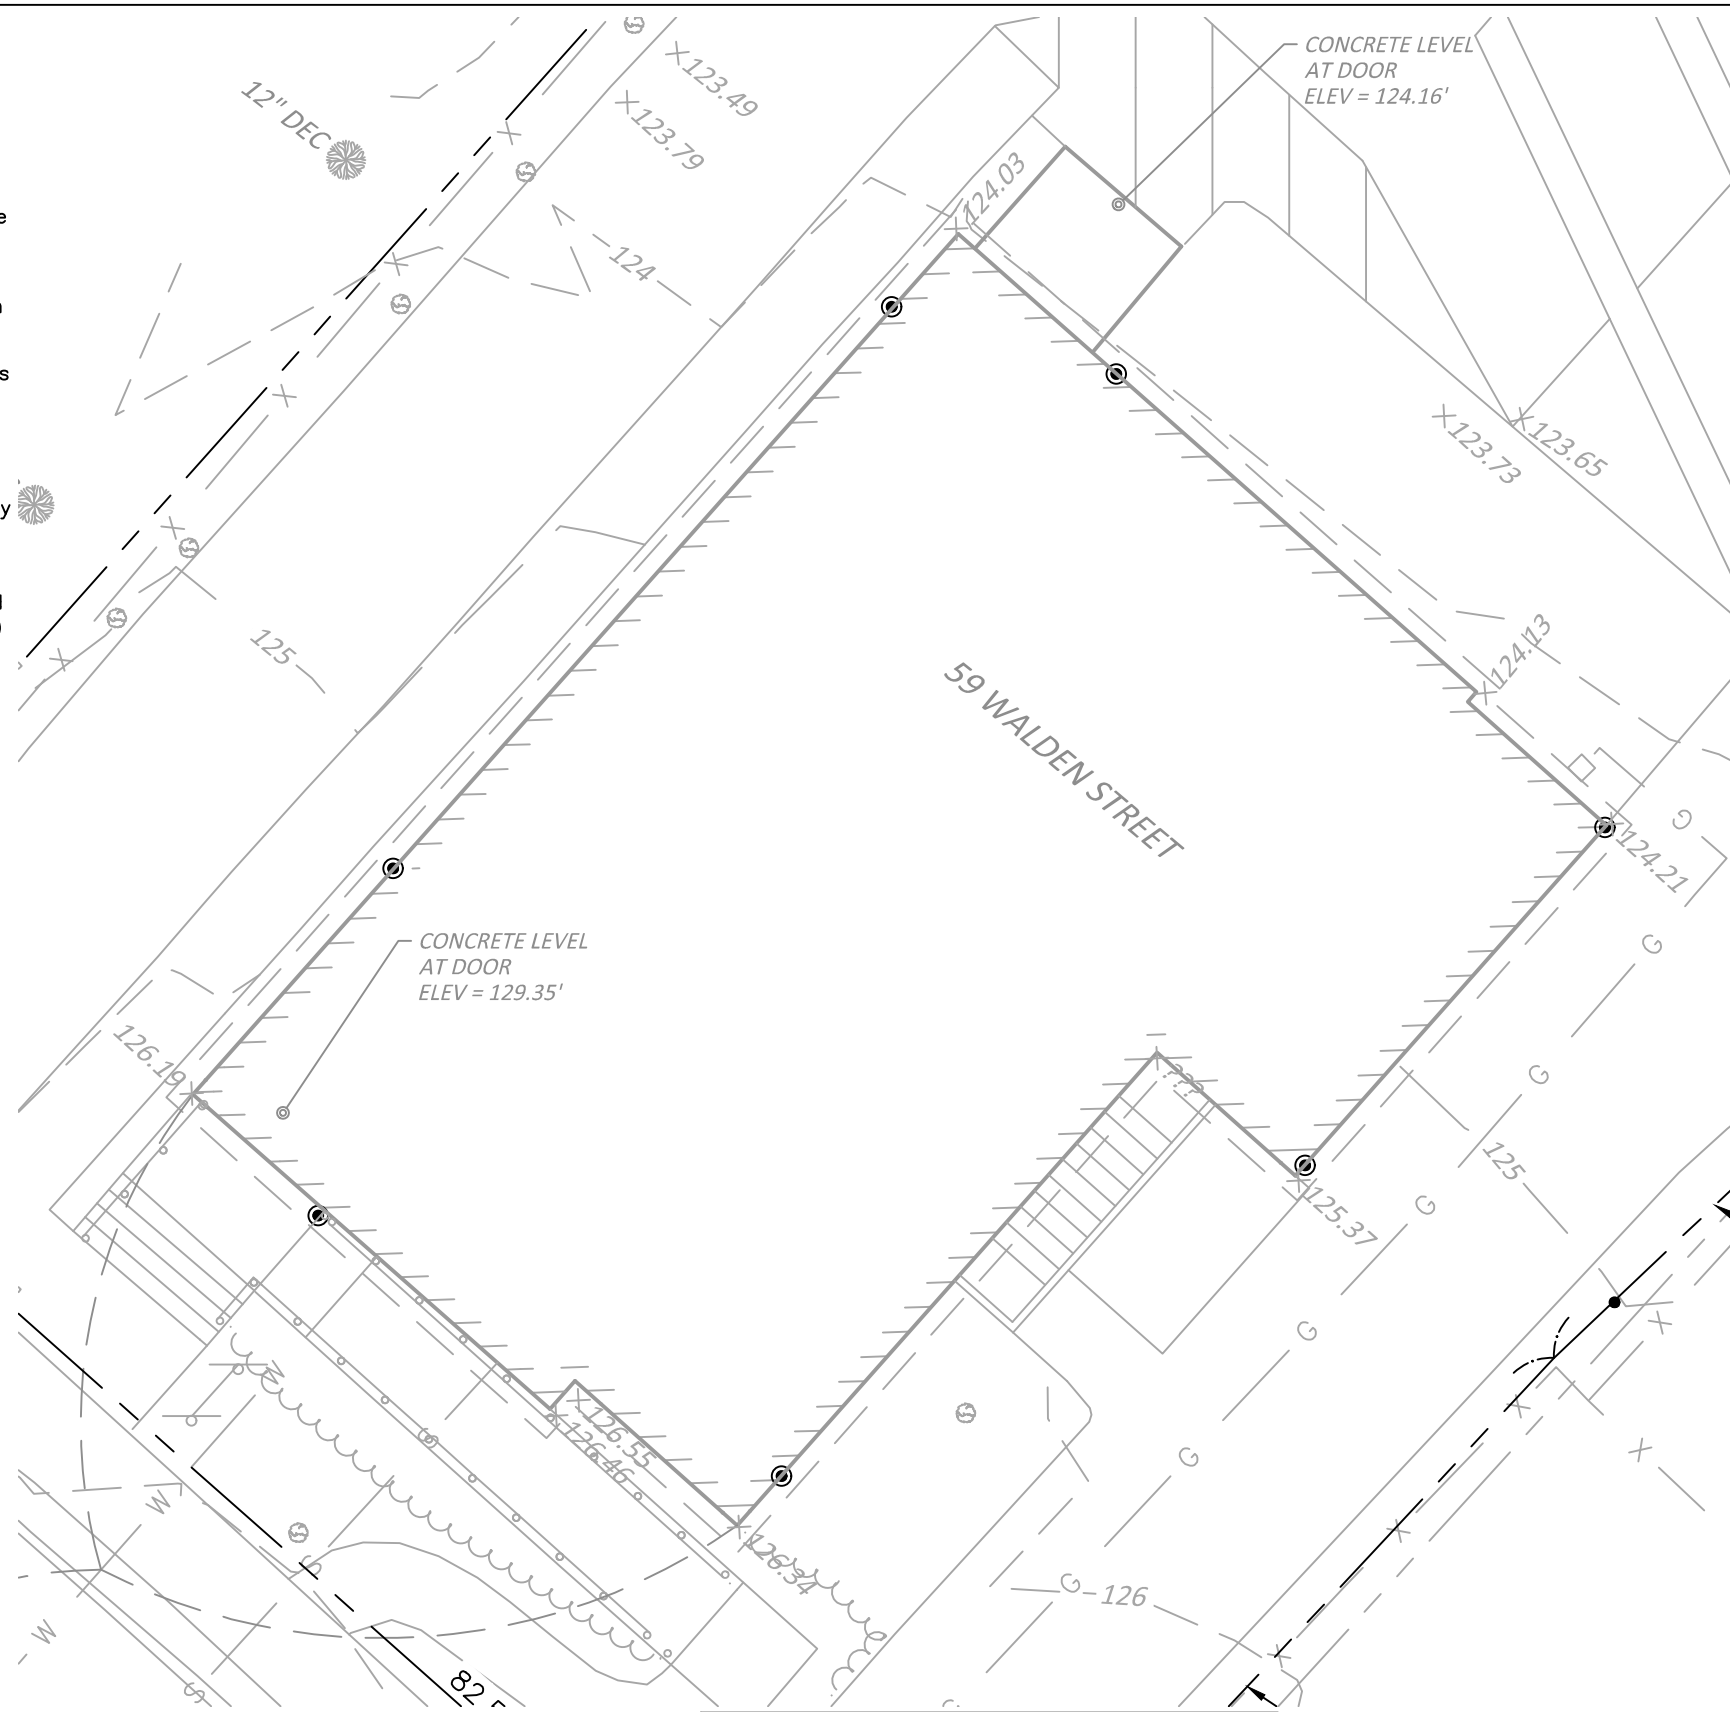 CONCRETE LEVEL
AT DOOR
ELEV = 124.16'
123.49
12" DEC
123.79
124.03
e
124
s
123.73
123.65
y
125
124.13
59 WALDEN STREET
G
124.21
CONCRETE LEVEL
AT DOOR
ELEV = 129.35'
G
126.19
G
???
125
125.37
G
G
W
126.55
126.46
S
G
W
126.34
S
G
126
W
82
S